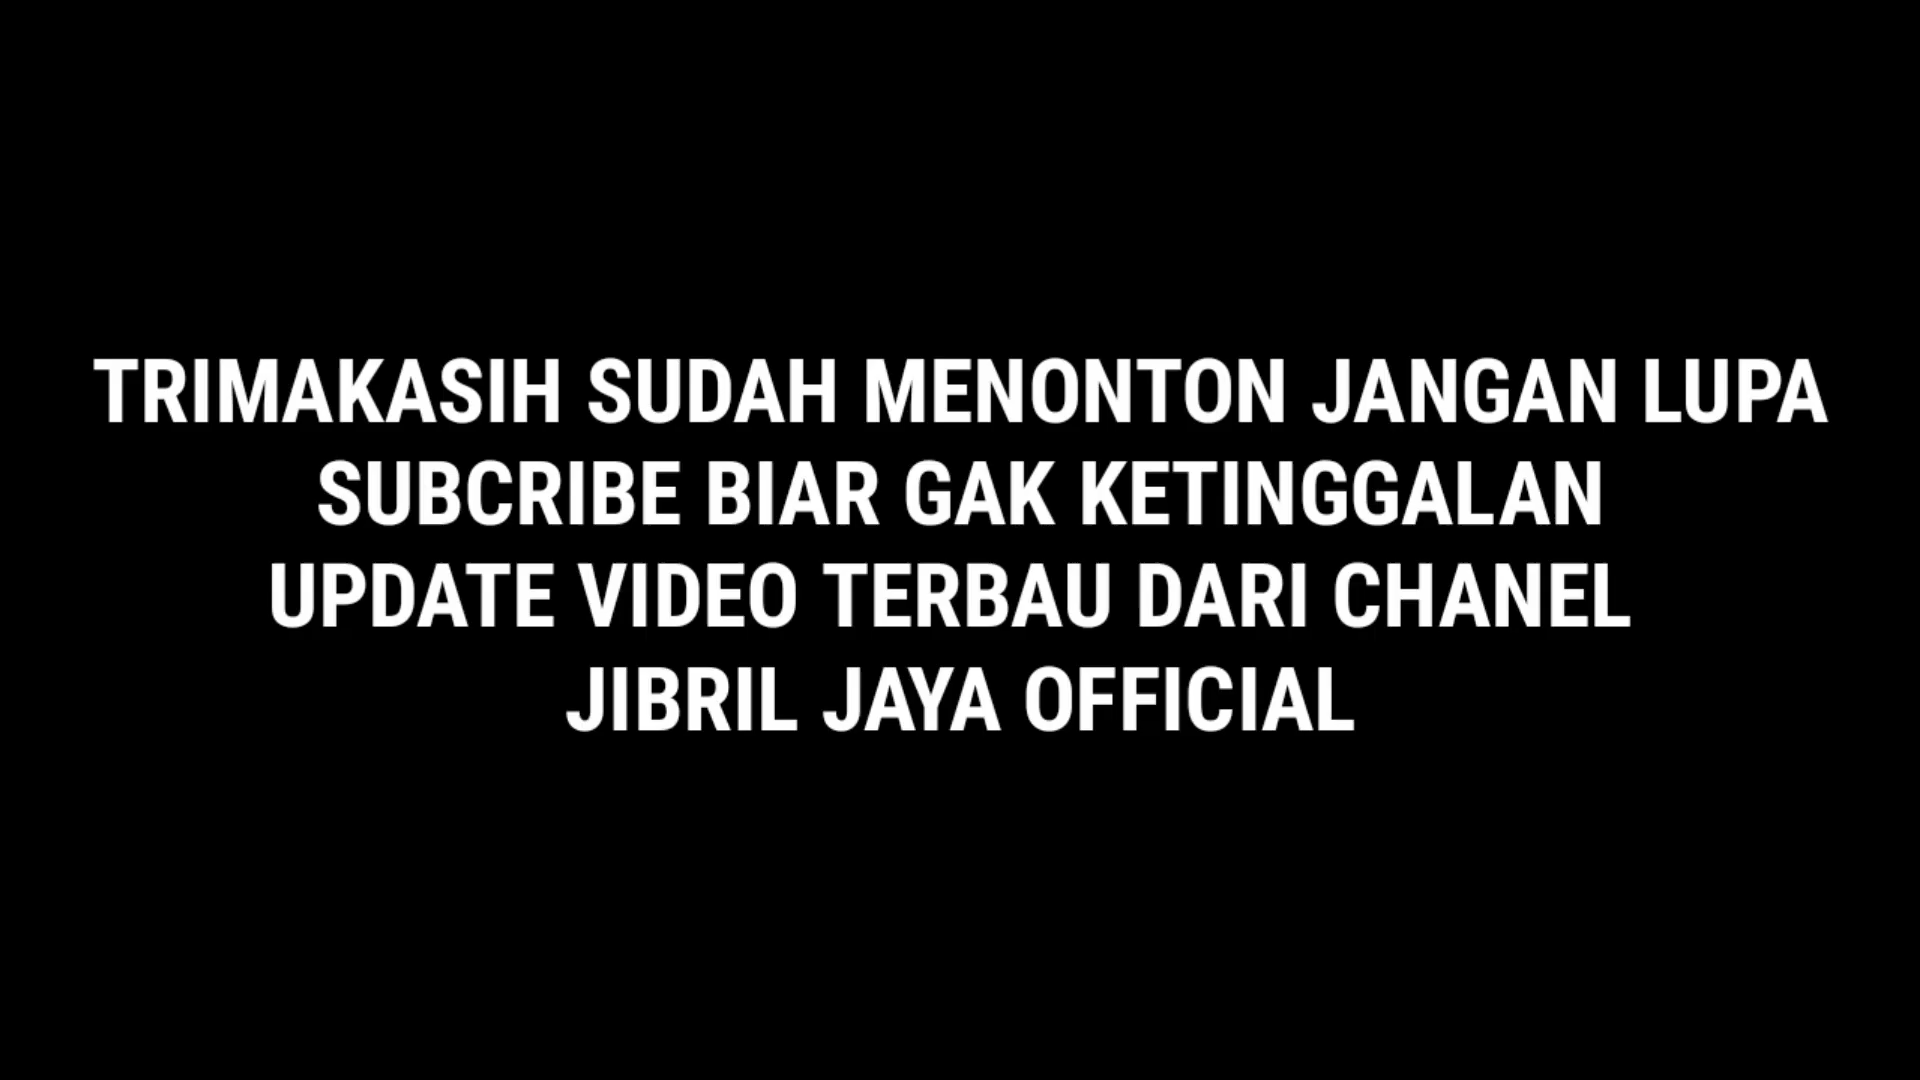 TRIMAKASIH SUDAH MENONTON JANGAN LUPA
SUBCRIBE BIAR GAK KETINGGALAN
UPDATE VIDEO TERBAU DARI CHANEL
JIBRIL JAYA OFFICIAL